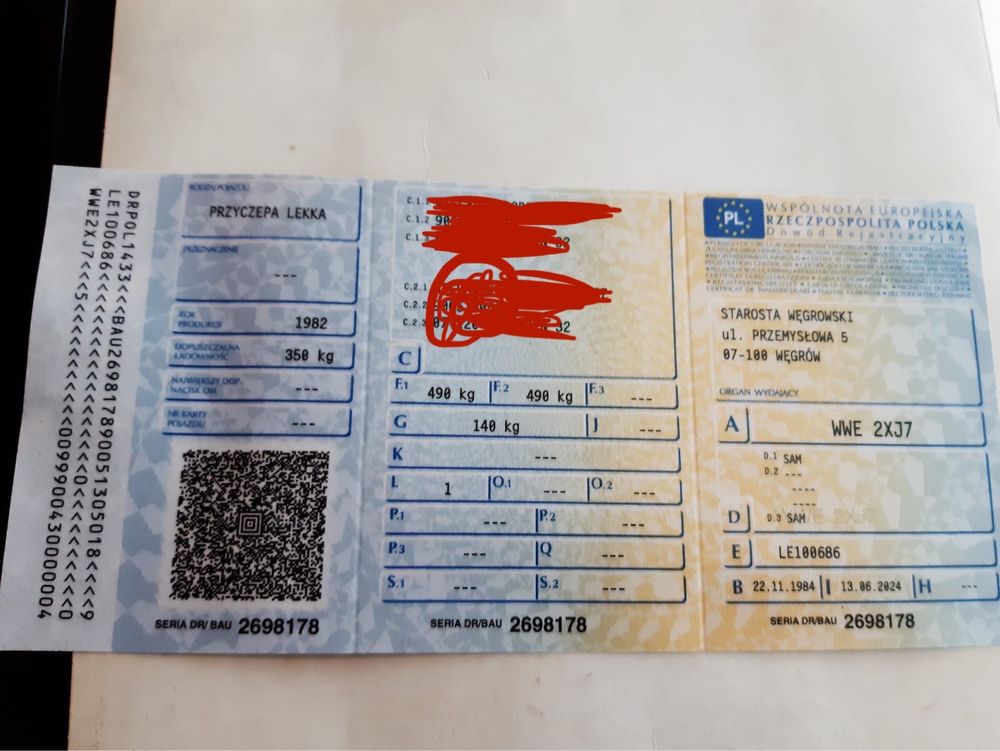 DRPOL1433<<BAU26981789005130501​8<<<<9
LE100686<<<<<<<<<<<<<<<<<<0<<<<<<<0
WWE2XJ7<<5<<<<<<<<<<<<<0099004300000004
RODZAJ POJAZDU
PRZYCZEPA LEKKA
PRZEZNACZENIE
---
ROK PRODUKCJI
1982
DOPUSZCZALNA ŁADOWNOŚĆ
350 kg
NAJWIĘKSZY DOP. NACISK OSI
---
NR KARTY POJAZDU
---
SERIA DR/BAU 2698178
C.1.1
C.1.2
C.1.3
C.2.1
C.2.2
C.2.3
C
F.1 490 kg F.2 490 kg F.3 ---
G 140 kg J ---
K ---
L 1 O.1 --- O.2 ---
P.1 --- P.2 ---
P.3 --- Q ---
S.1 --- S.2 ---
SERIA DR/BAU 2698178
PL
WSPÓLNOTA EUROPEJSKA
RZECZPOSPOLITA POLSKA
Dowód Rejestracyjny
STAROSTA WĘGROWSKI
ul. PRZEMYSŁOWA 5
07-100 WĘGRÓW
ORGAN WYDAJĄCY
A WWE 2XJ7
D.1 SAM
D.2 ---
----
----
D D.3 SAM
E LE100686
B 22.11.1984 I 13.06.2024 H ---
SERIA DR/BAU 2698178